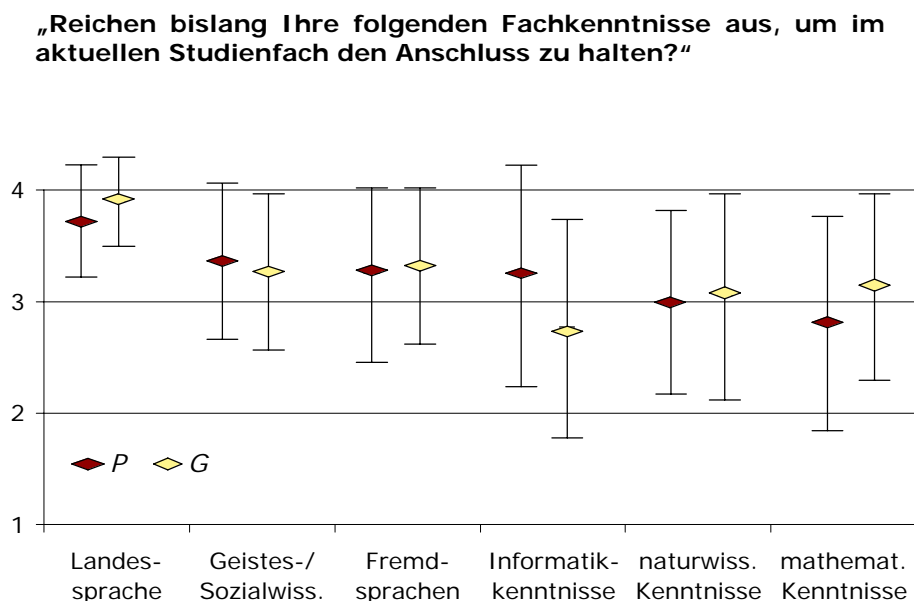 „Reichen bislang Ihre folgenden Fachkenntnisse aus, um im
aktuellen Studienfach den Anschluss zu halten?“
4
3
2
P G
1
Landes- Geistes-/ Fremd- Informatik- naturwiss. mathemat.
sprache Sozialwiss. sprachen kenntnisse Kenntnisse Kenntnisse